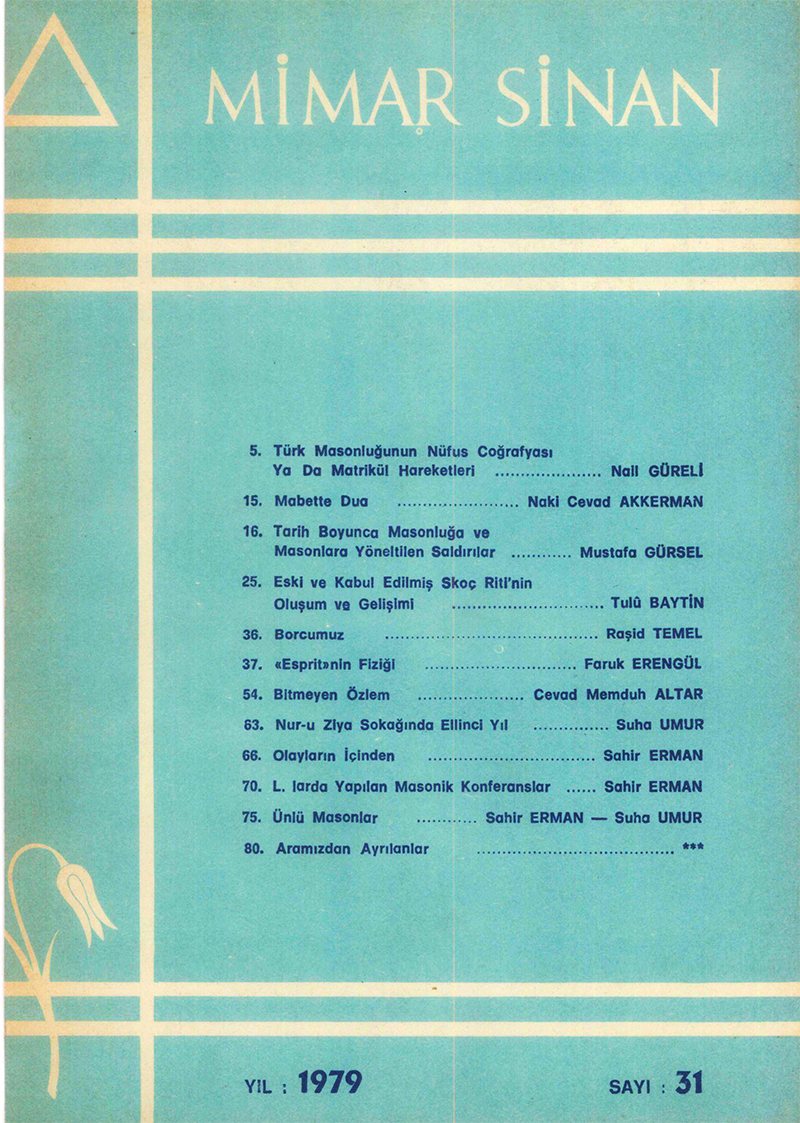 MİMAR SİNAN
5. Türk Masonluğunun Nüfus Coğrafyası
Ya Da Matrikül Hareketleri ..................... Nail GÜRELİ
15. Mabette Dua ........................ Naki Cevad AKKERMAN
16. Tarih Boyunca Masonluğa ve
Masonlara Yöneltilen Saldırılar ............ Mustafa GÜRSEL
25. Eski ve Kabul Edilmiş Skoç Riti'nin
Oluşum ve Gelişimi .............................. Tulû BAYTİN
36. Borcumuz .......................................... Raşid TEMEL
37. «Esprit»nin Fiziği .............................. Faruk ERENGÜL
54. Bitmeyen Özlem ..................... Cevad Memduh ALTAR
63. Nur-u Ziya Sokağında Ellinci Yıl ............... Suha UMUR
66. Olayların İçinden ................................. Sahir ERMAN
70. L. larda Yapılan Masonik Konferanslar ...... Sahir ERMAN
75. Ünlü Masonlar ............ Sahir ERMAN — Suha UMUR
80. Aramızdan Ayrılanlar ....................................... ***
YIL : 1979
SAYI : 31